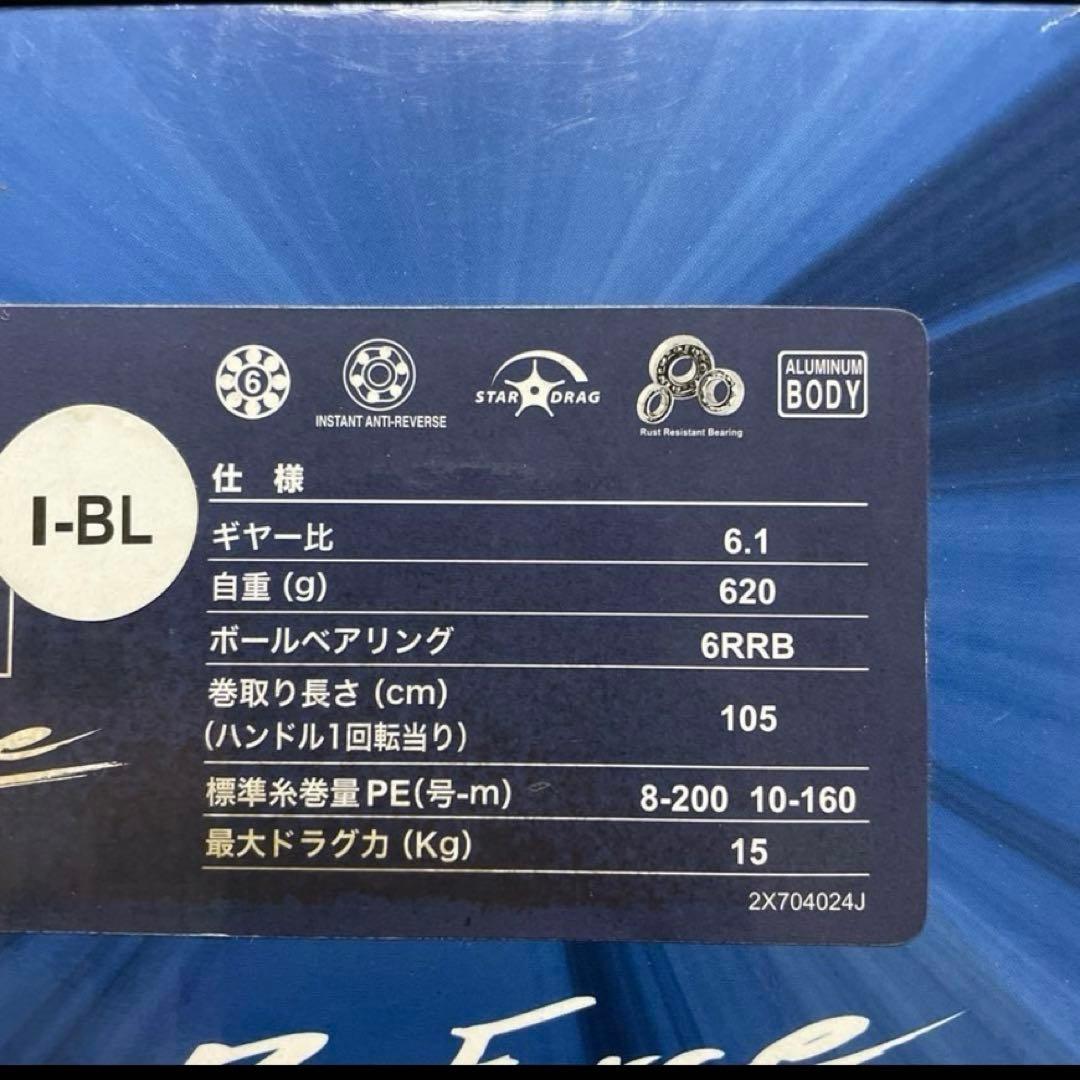 6
INSTANT ANTI-REVERSE
STAR DRAG
Rust Resistant Bearing
ALUMINUM
BODY
I-BL
仕 様
ギヤー比 6.1
自重 (g) 620
ボールベアリング 6RRB
巻取り長さ (cm)
(ハンドル1回転当り) 105
標準糸巻量 PE(号-m) 8-200 10-160
最大ドラグ力 (Kg) 15
2X704024J